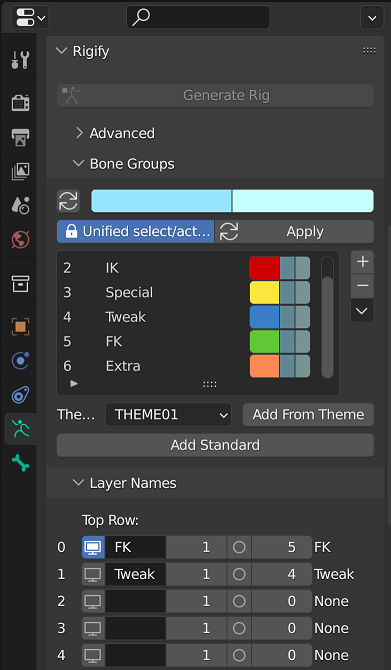 Rigify
Generate Rig
Advanced
Bone Groups
Unified select/act... Apply
2 IK
3 Special
4 Tweak
5 FK
6 Extra
The... THEME01 Add From Theme
Add Standard
Layer Names
Top Row:
0 FK 1 5 FK
1 Tweak 1 4 Tweak
2 1 0 None
3 1 0 None
4 1 0 None